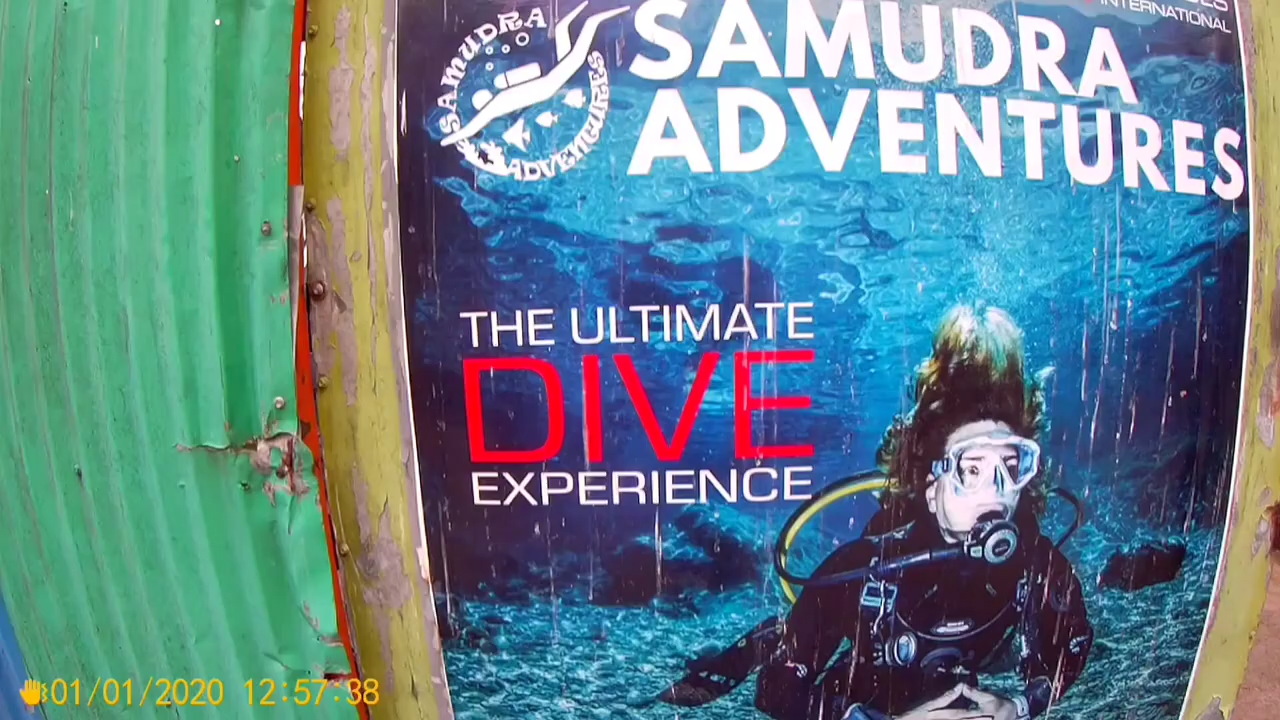 INTERNATIONAL
SAMUDRA
ADVENTURES
SAMUDRA
ADVENTURES
THE ULTIMATE
DIVE
EXPERIENCE
01/01/2020 12:57:38